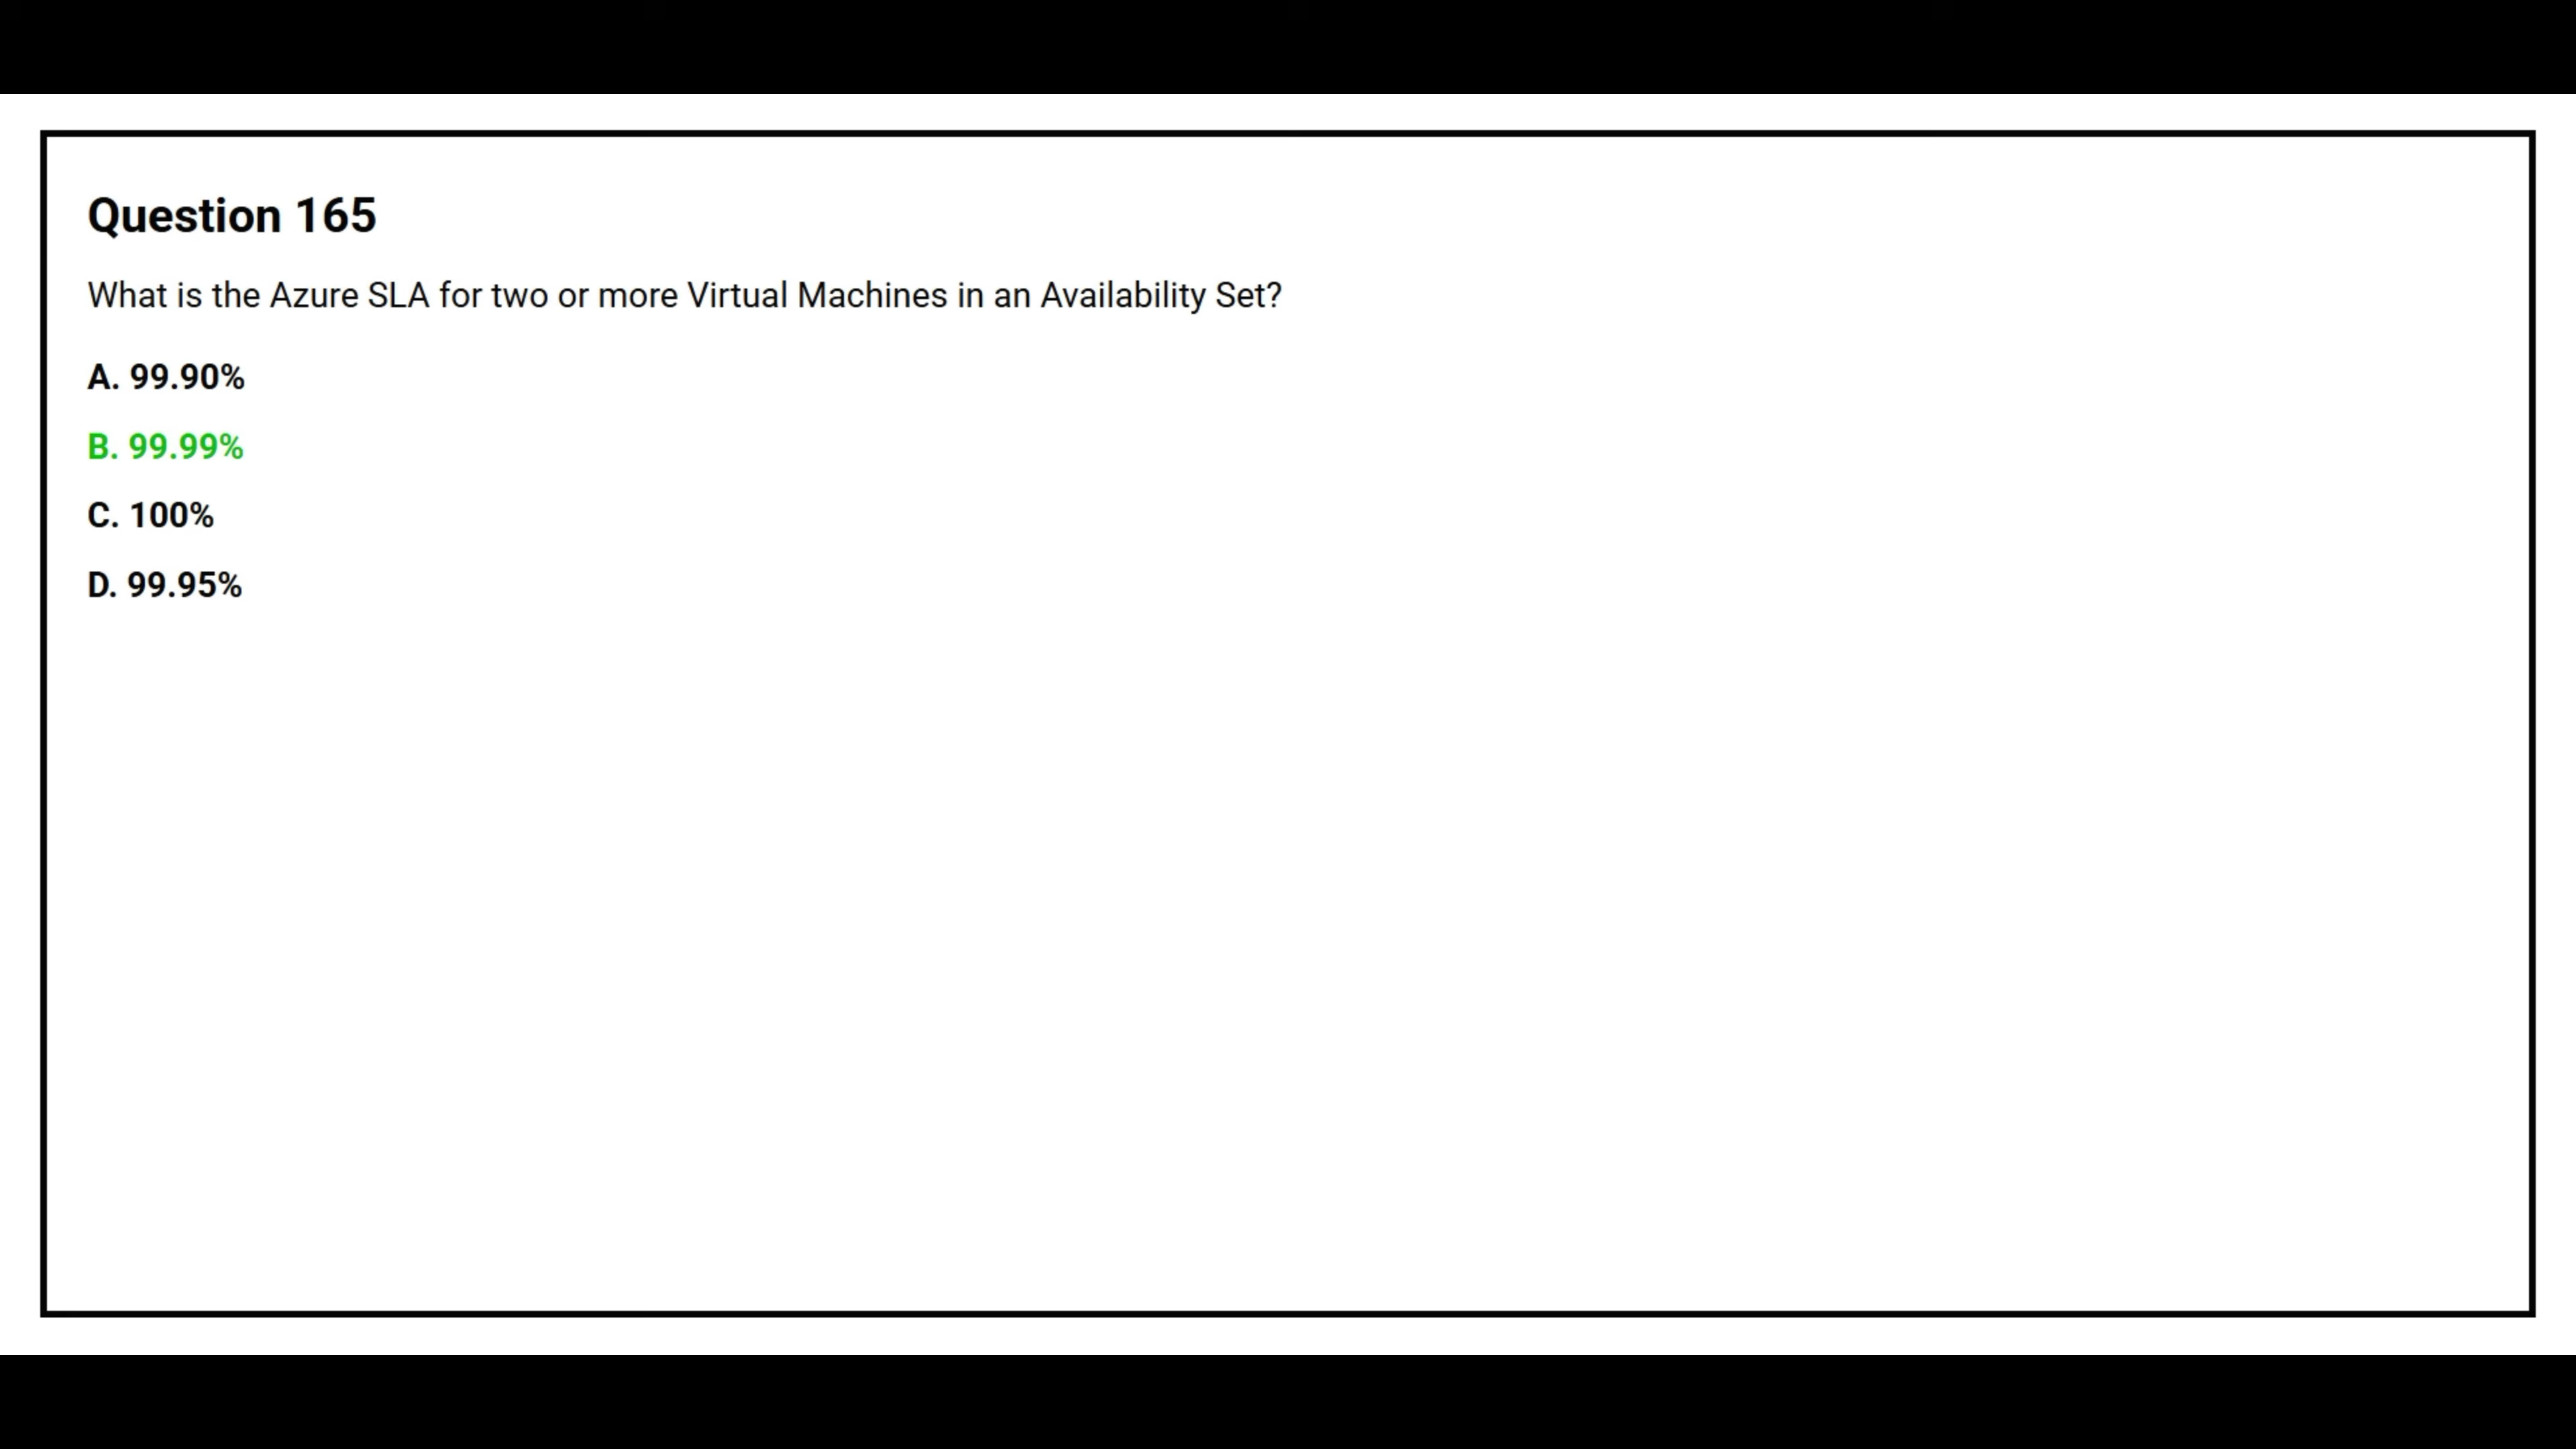 Question 165
What is the Azure SLA for two or more Virtual Machines in an Availability Set?
A. 99.90%
B. 99.99%
C. 100%
D. 99.95%